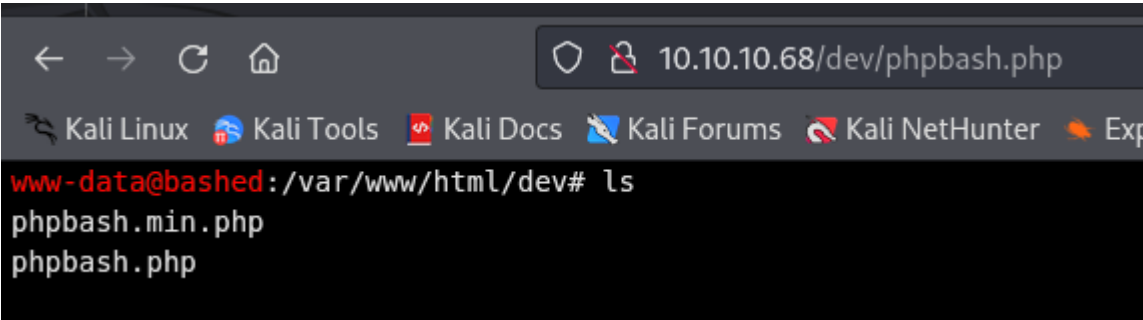 10.10.10.68/dev/phpbash.php
Kali Linux Kali Tools Kali Docs Kali Forums Kali NetHunter
www-data@bashed:/var/www/html/dev# ls
phpbash.min.php
phpbash.php